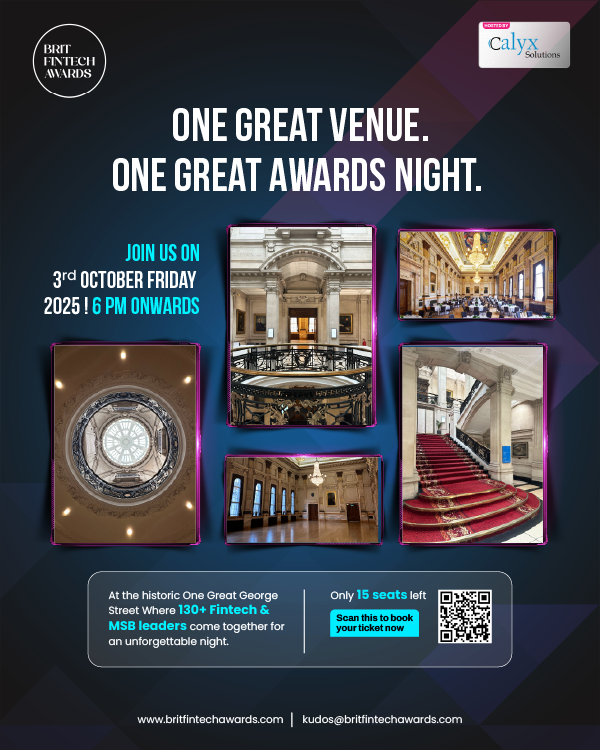 BRIT
FINTECH
AWARDS
HOSTED BY
Calyx
Solutions
ONE GREAT VENUE.
ONE GREAT AWARDS NIGHT.
JOIN US ON
3rd OCTOBER FRIDAY
2025 ! 6 PM ONWARDS
At the historic One Great George
Street Where 130+ Fintech &
MSB leaders come together for
an unforgettable night.
Only 15 seats left
Scan this to book
your ticket now
www.britfintechawards.com | kudos@britfintechawards.com